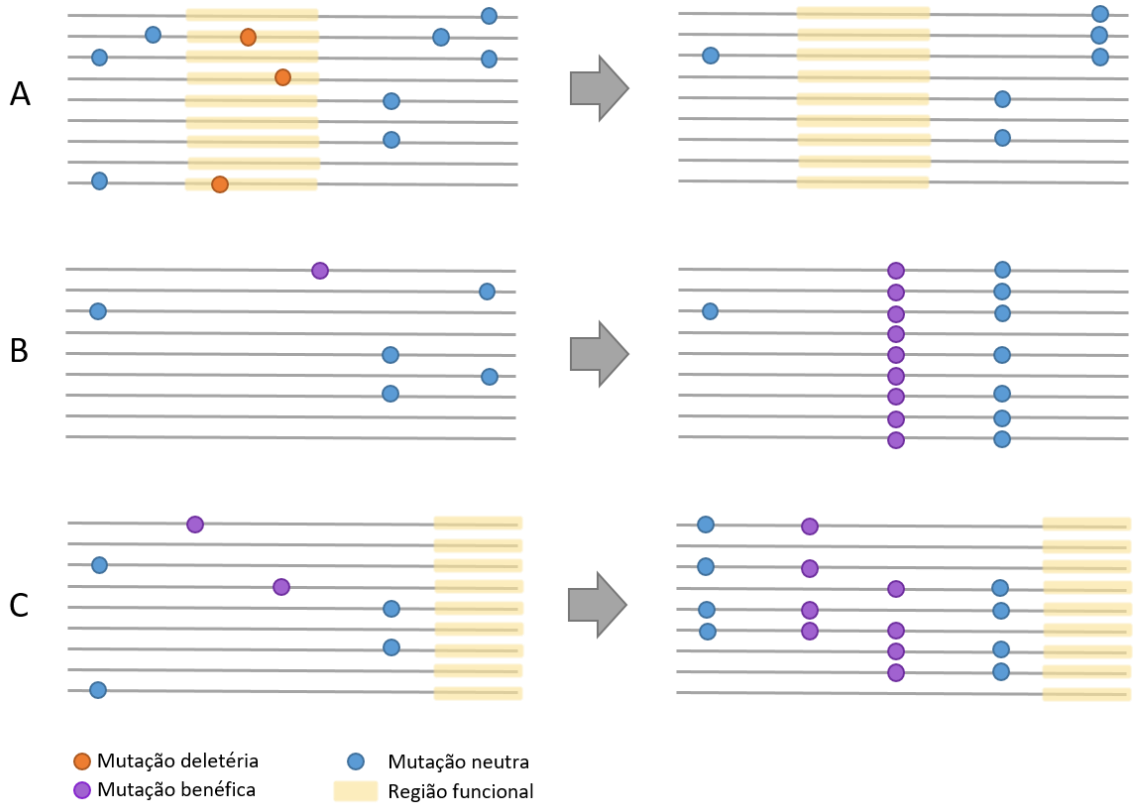 A
B
C
Mutação deletéria
Mutação neutra
Mutação benéfica
Região funcional